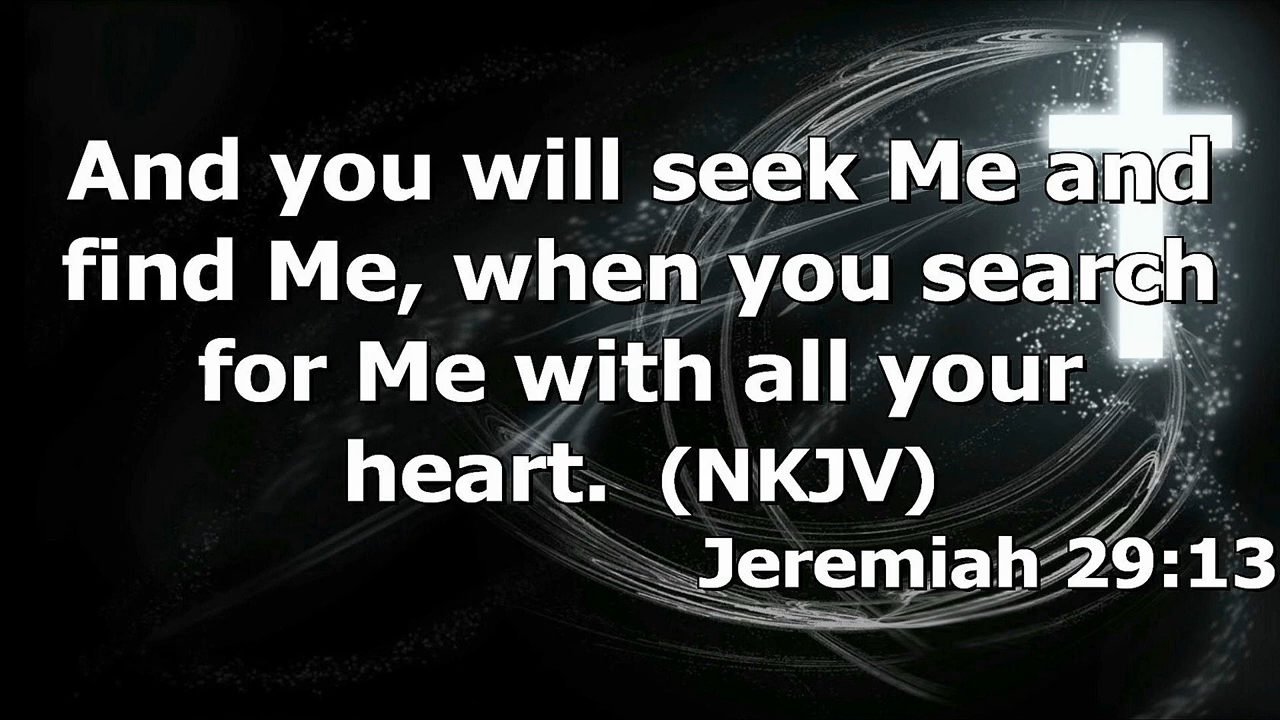 And you will seek Me and
find Me, when you search
for Me with all your
heart.  (NKJV)
Jeremiah 29:13